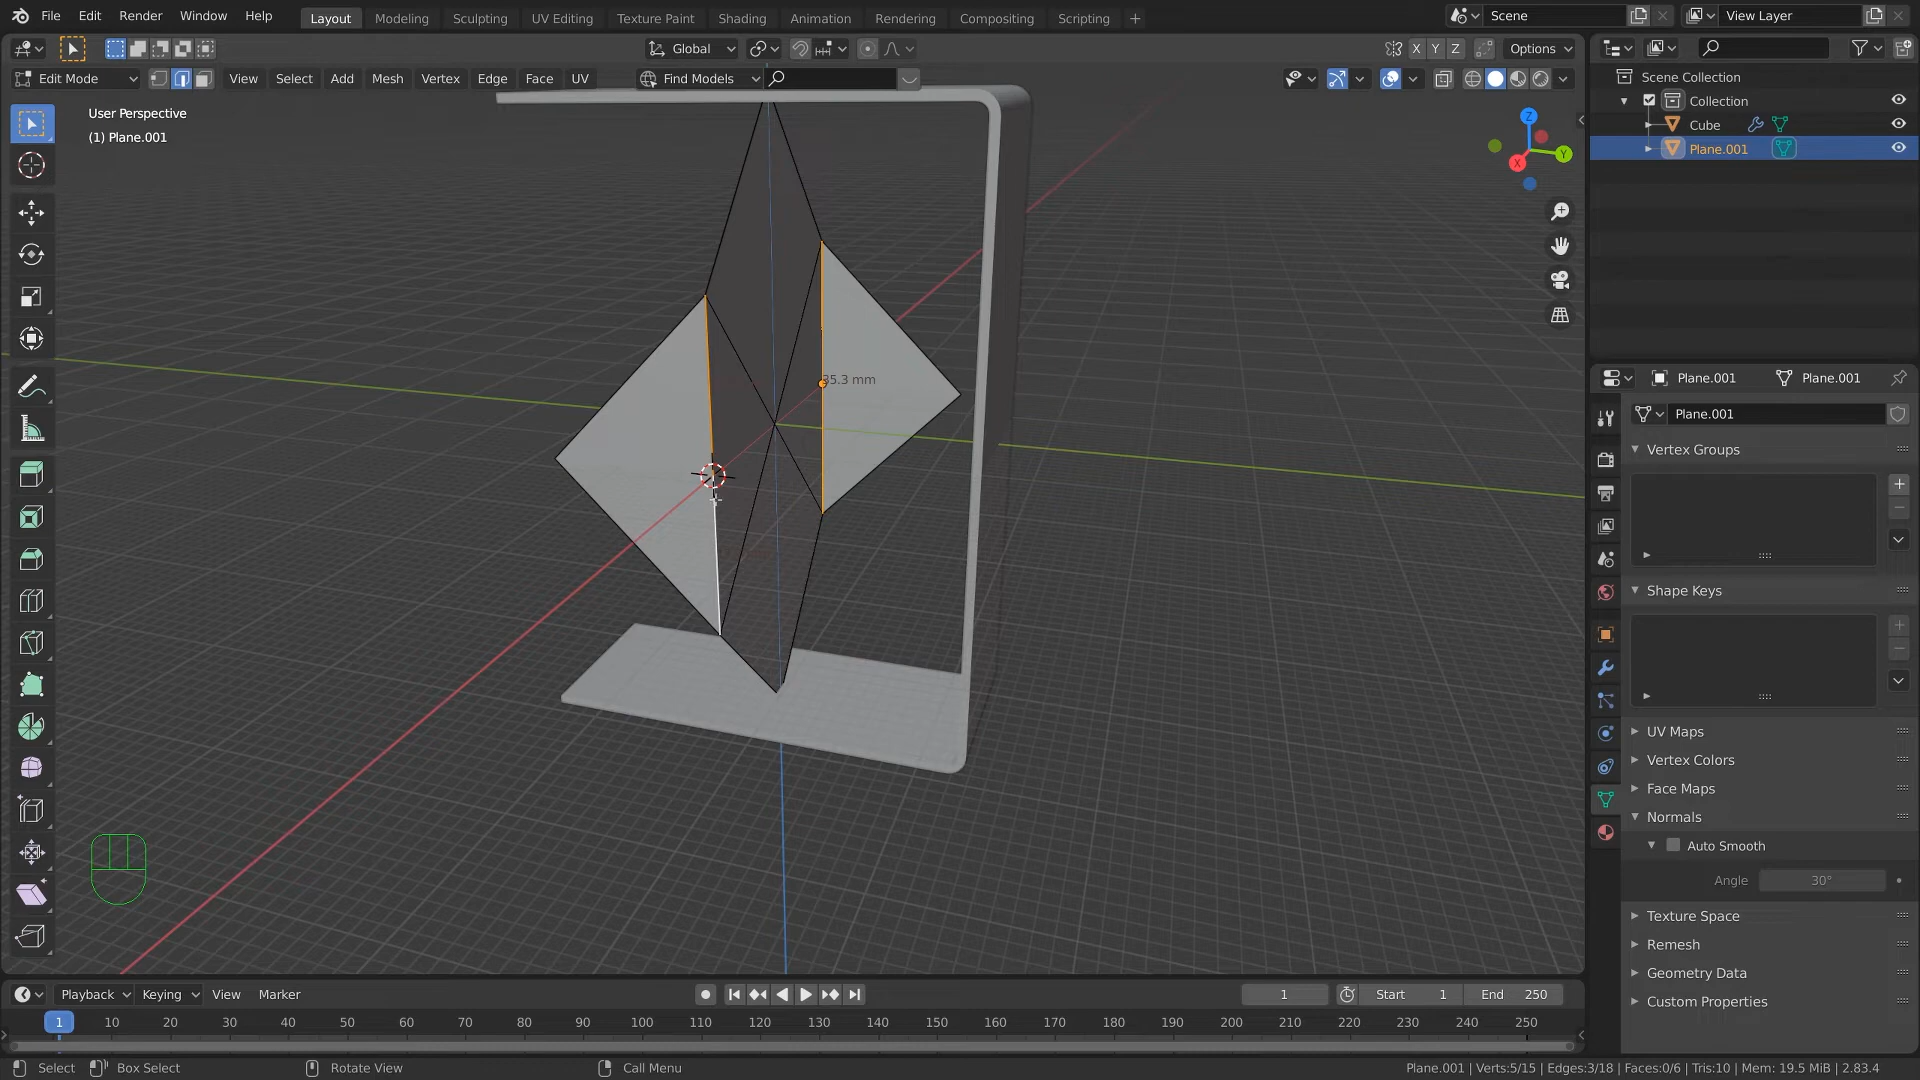 File Edit Render Window Help Layout Modeling Sculpting UV Editing Texture Paint Shading Animation Rendering Compositing Scripting + Scene View Layer
Global X Y Z Options
Edit Mode View Select Add Mesh Vertex Edge Face UV Find Models
User Perspective
(1) Plane.001
Z
Y
X
35.3 mm
Scene Collection
Collection
Cube
Plane.001
Plane.001 Plane.001
Plane.001
Vertex Groups
Shape Keys
UV Maps
Vertex Colors
Face Maps
Normals
Auto Smooth
Angle 30°
Texture Space
Remesh
Geometry Data
Custom Properties
Playback Keying View Marker 1 Start 1 End 250
1 10 20 30 40 50 60 70 80 90 100 110 120 130 140 150 160 170 180 190 200 210 220 230 240 250
Select Box Select Rotate View Call Menu Plane.001 | Verts:5/15 | Edges:3/18 | Faces:0/6 | Tris:10 | Mem: 19.5 MiB | 2.83.4